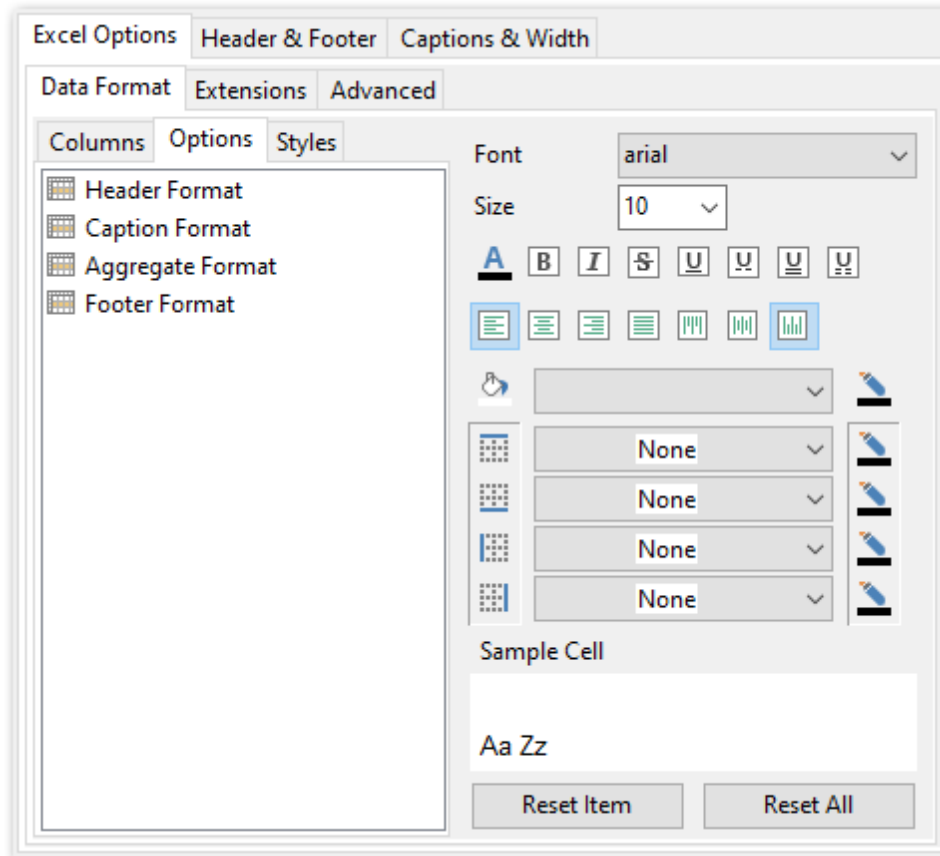 Excel Options Header & Footer Captions & Width
Data Format Extensions Advanced
Columns Options Styles
Header Format
Caption Format
Aggregate Format
Footer Format
Font arial
Size 10
A B I S U U U U
None
None
None
None
Sample Cell
Aa Zz
Reset Item Reset All